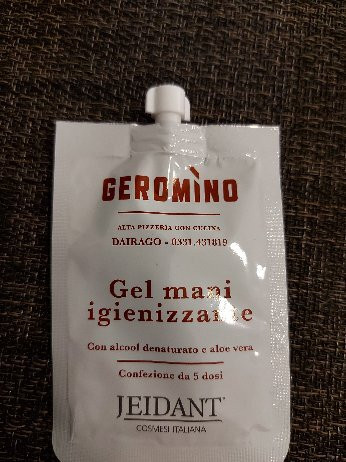 GEROMÌNO
ALTA PIZZERIA CON CUCINA
DAIRAGO - 0331.431819
Gel mani
igienizzante
Con alcool denaturato e aloe vera
Confezione da 5 dosi
JEIDANT
COSMESI ITALIANA